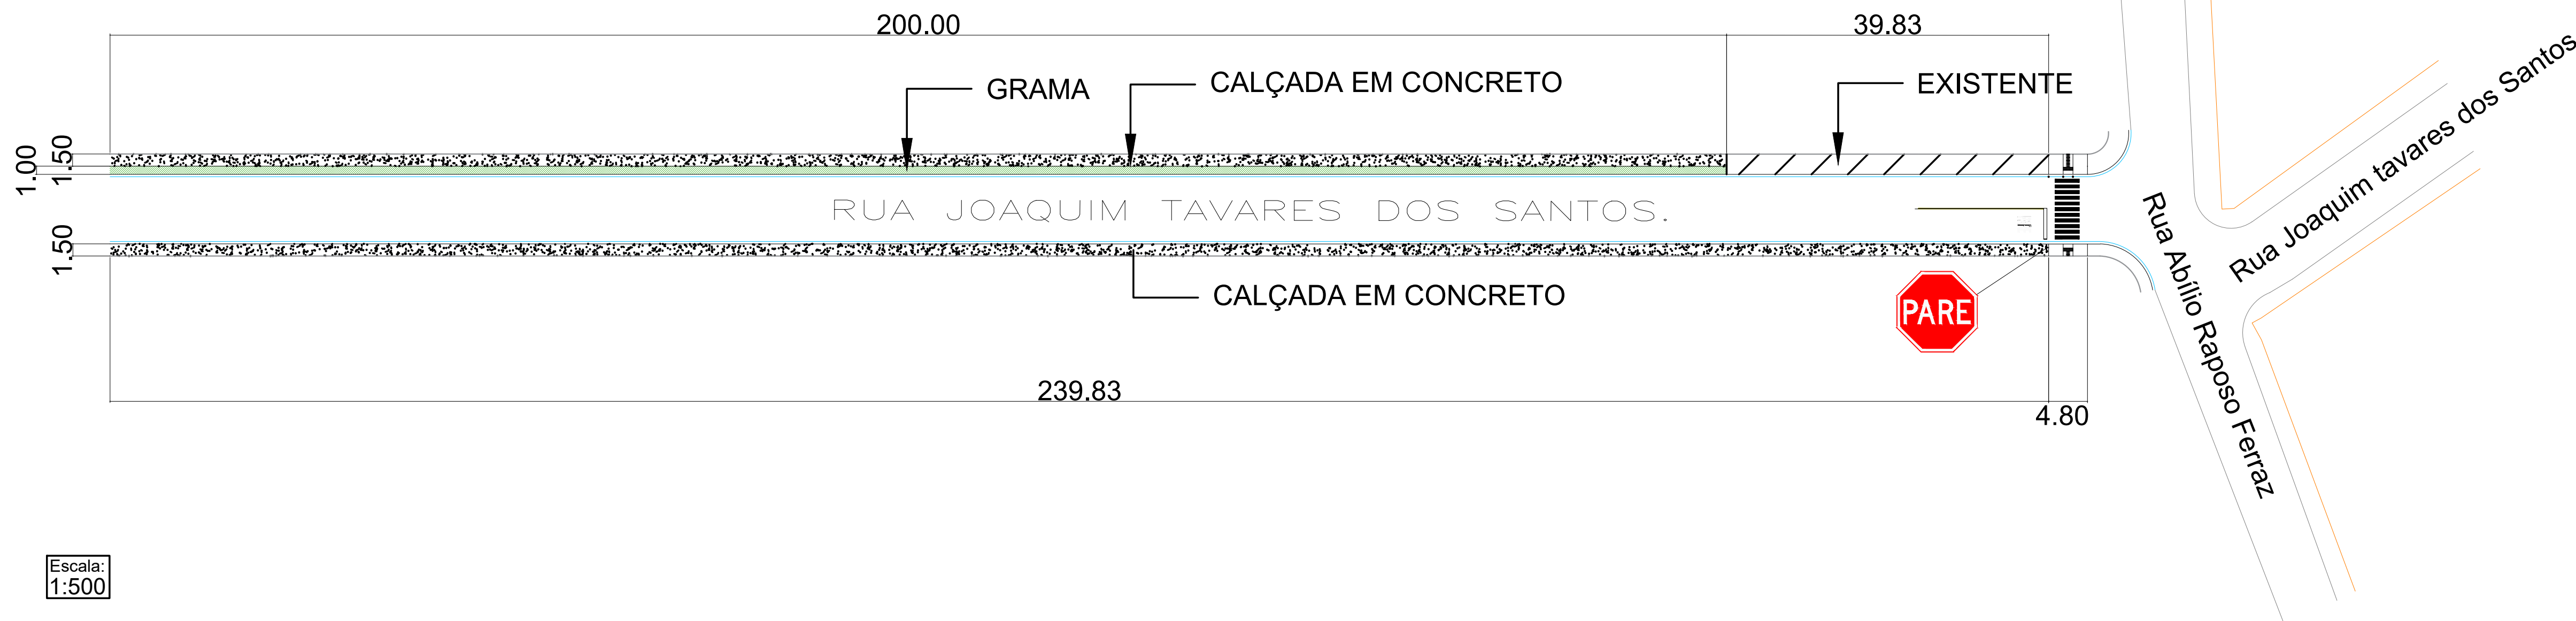 200.00
39.83
GRAMA
CALÇADA EM CONCRETO
EXISTENTE
1.00
1.50
RUA JOAQUIM TAVARES DOS SANTOS.
1.50
CALÇADA EM CONCRETO
PARE
Rua Abílio Raposo Ferraz
Rua Joaquim tavares dos Santos
239.83
4.80
Escala:
1:500